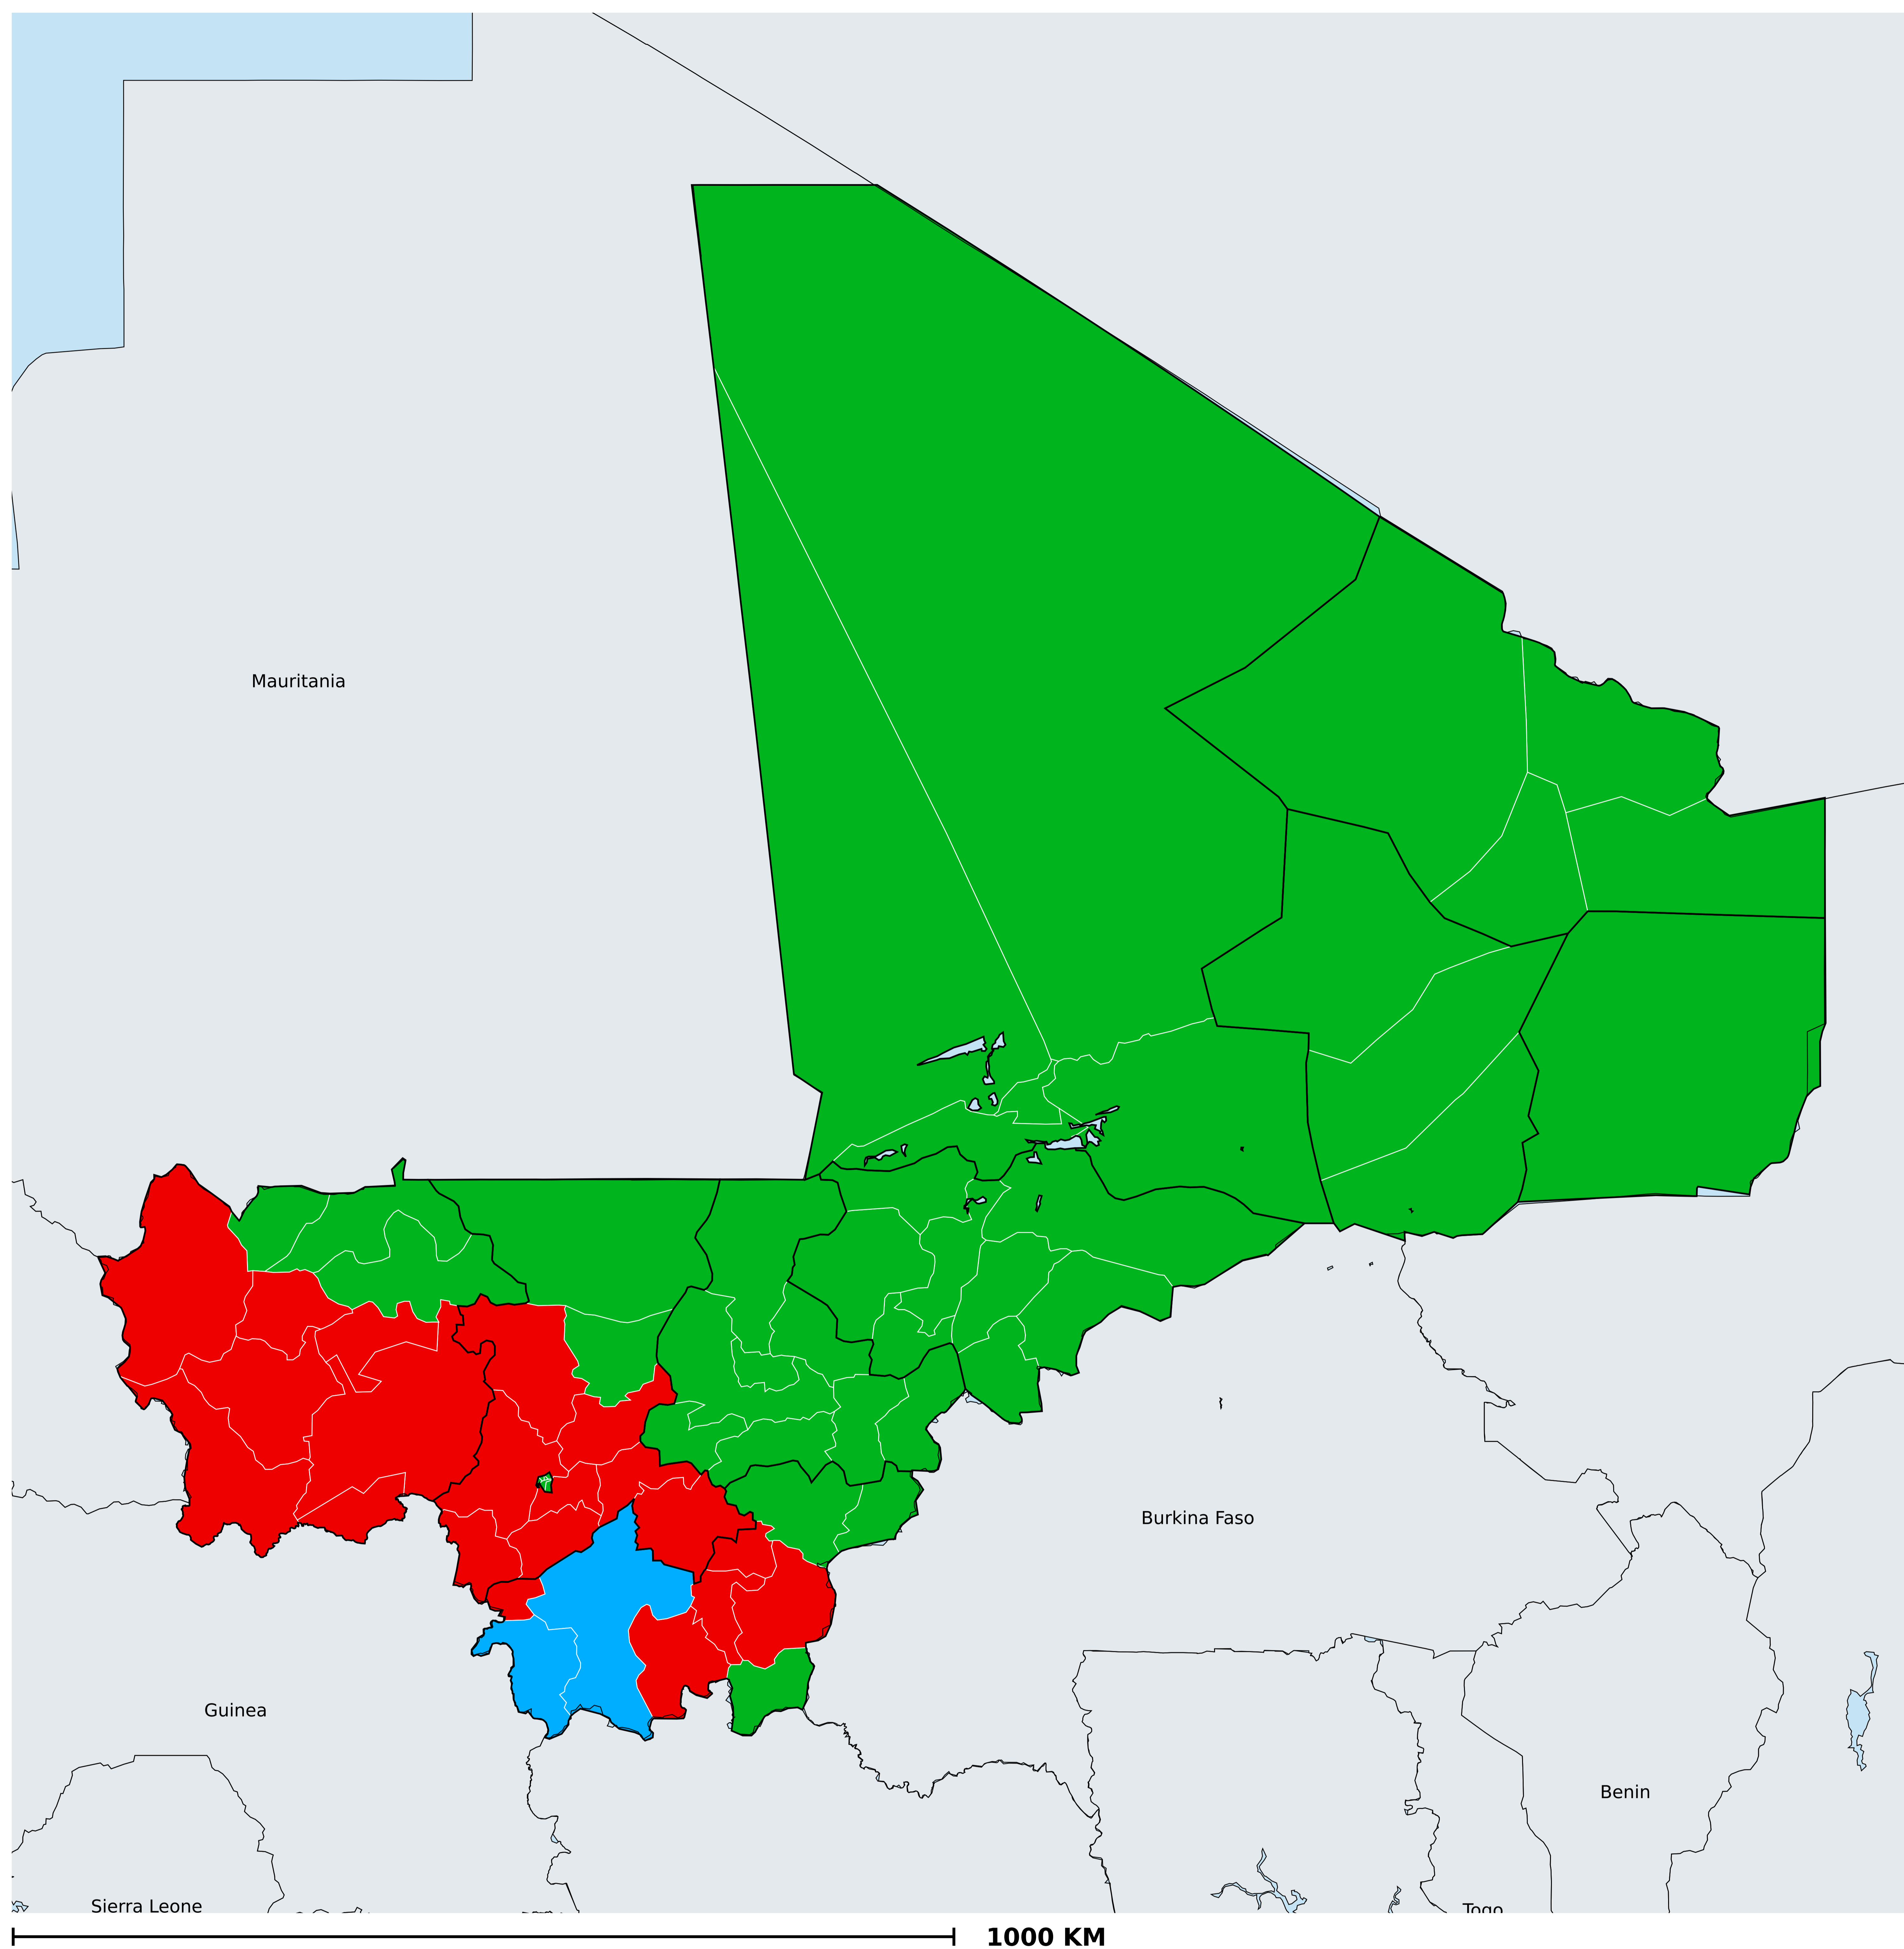 Mauritania
Burkina Faso
Guinea
Benin
Sierra Leone
Togo
1000 KM